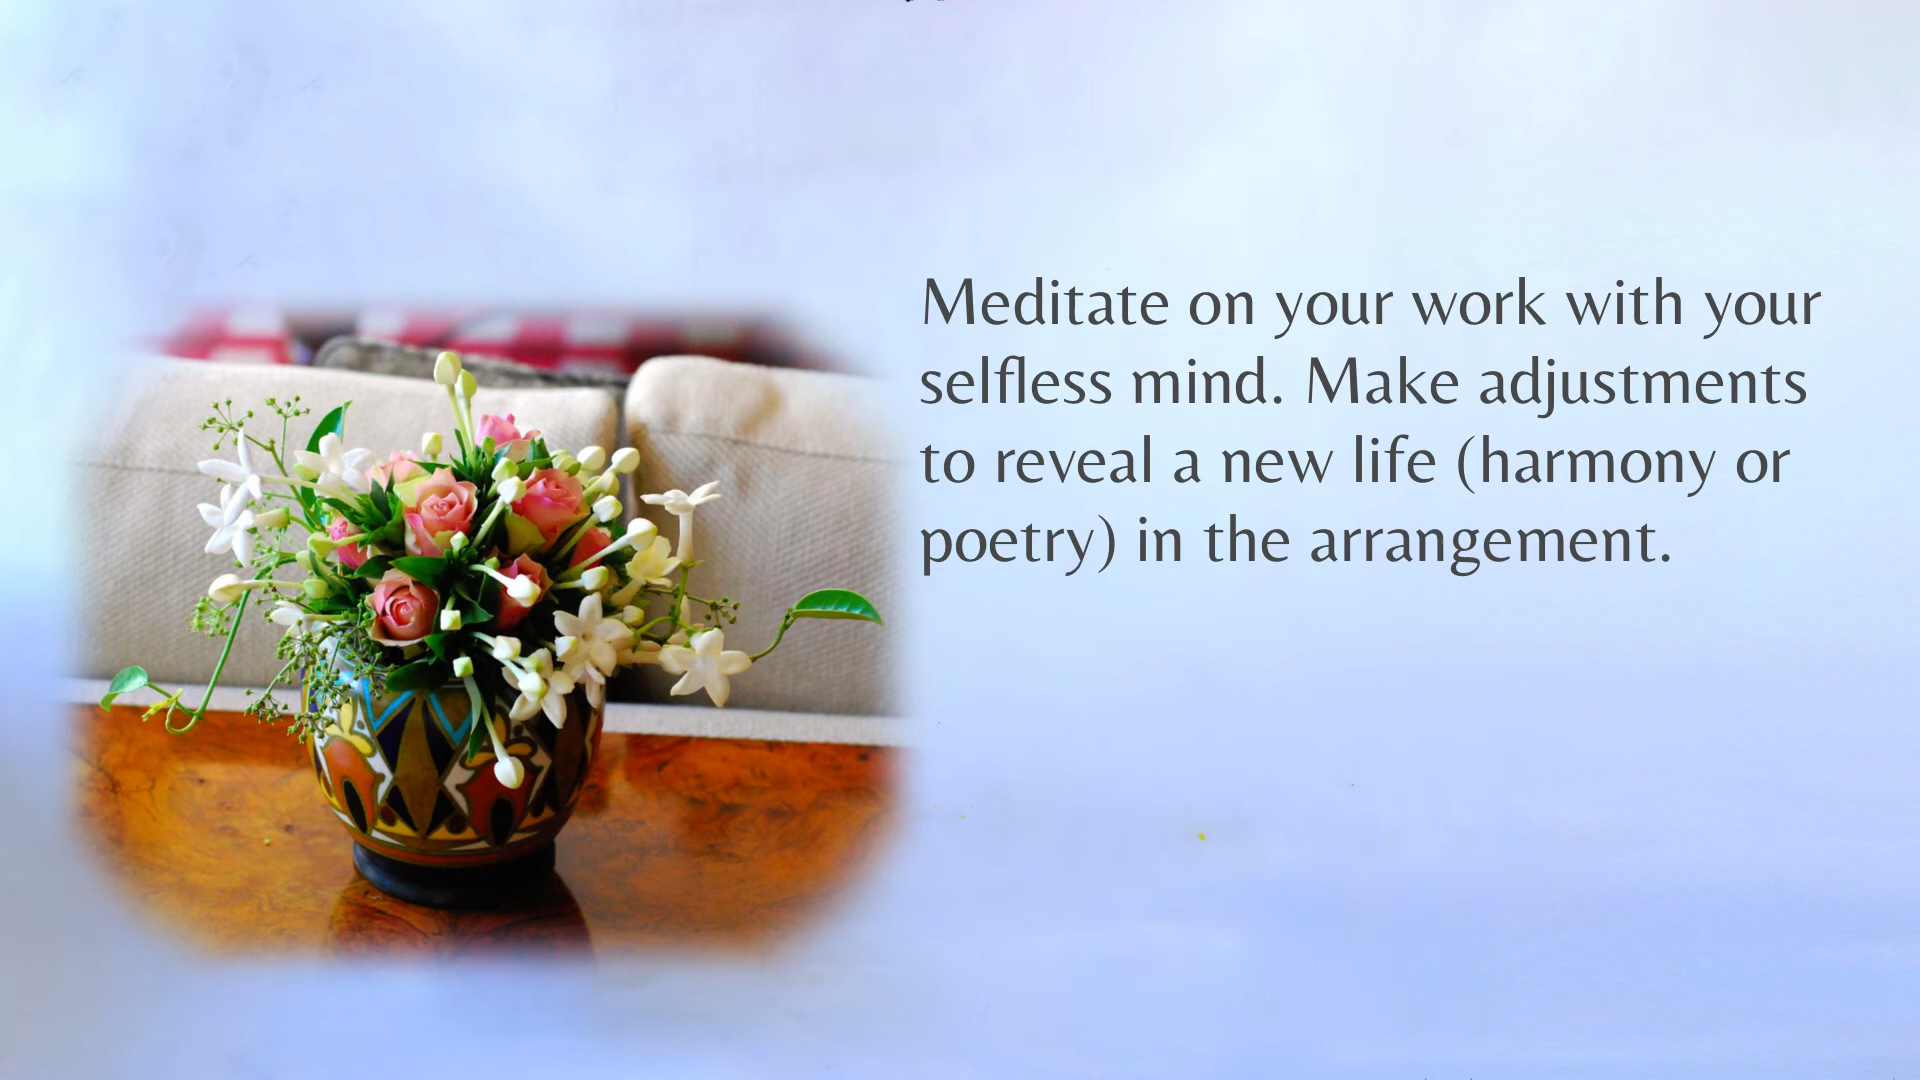 Meditate on your work with your
selfless mind. Make adjustments
to reveal a new life (harmony or
poetry) in the arrangement.